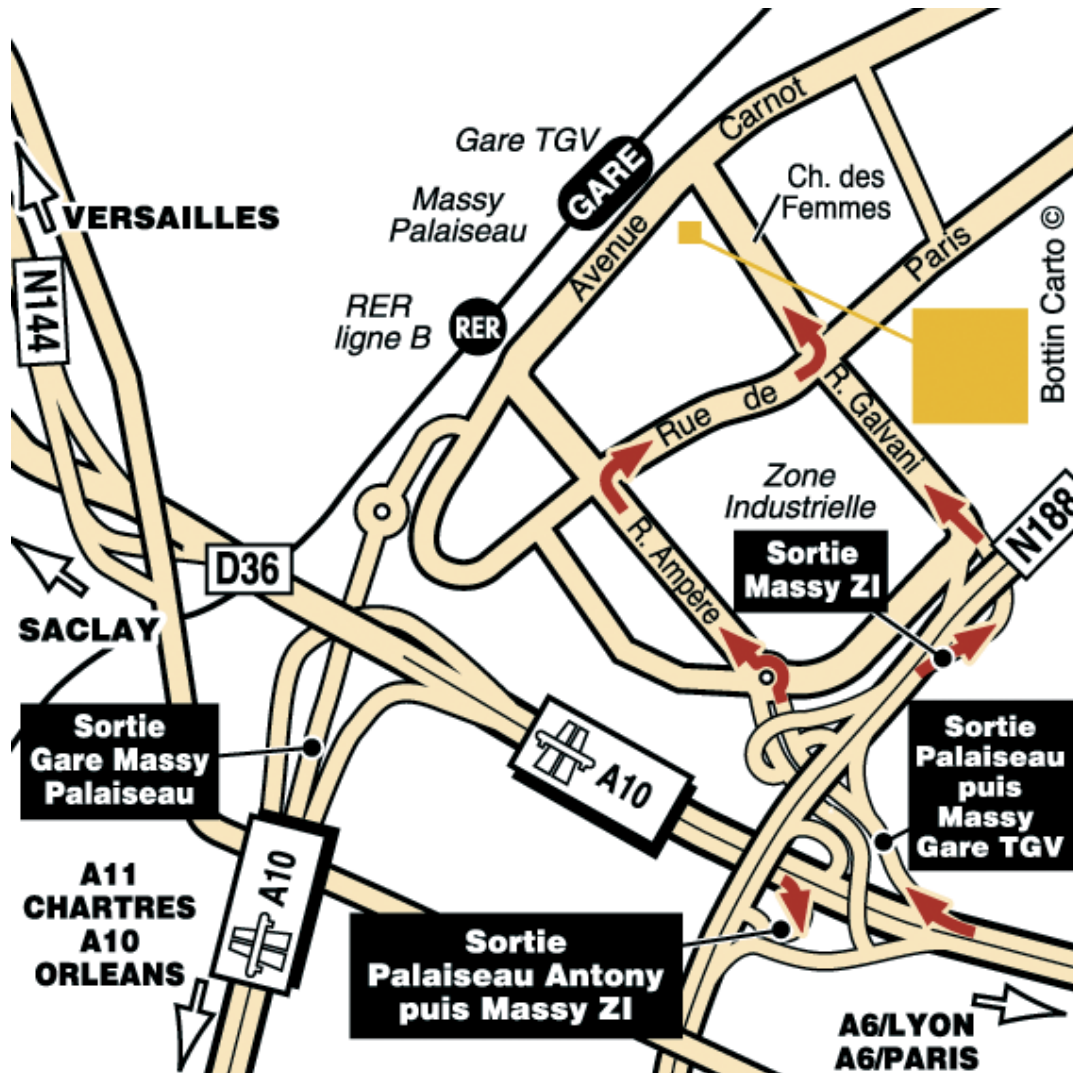 Carnot
Gare TGV
GARE
Ch. des
Femmes
Massy
Palaiseau
VERSAILLES
Avenue
Paris
Bottin Carto ©
N144
RER
ligne B
RER
R. Galvani
Rue de
Zone
Industrielle
N188
Sortie
Massy ZI
D36
R. Ampère
SACLAY
Sortie
Gare Massy
Palaiseau
A10
Sortie
Palaiseau
puis
Massy
Gare TGV
A10
A11
CHARTRES
A10
ORLEANS
Sortie
Palaiseau Antony
puis Massy ZI
A6/LYON
A6/PARIS